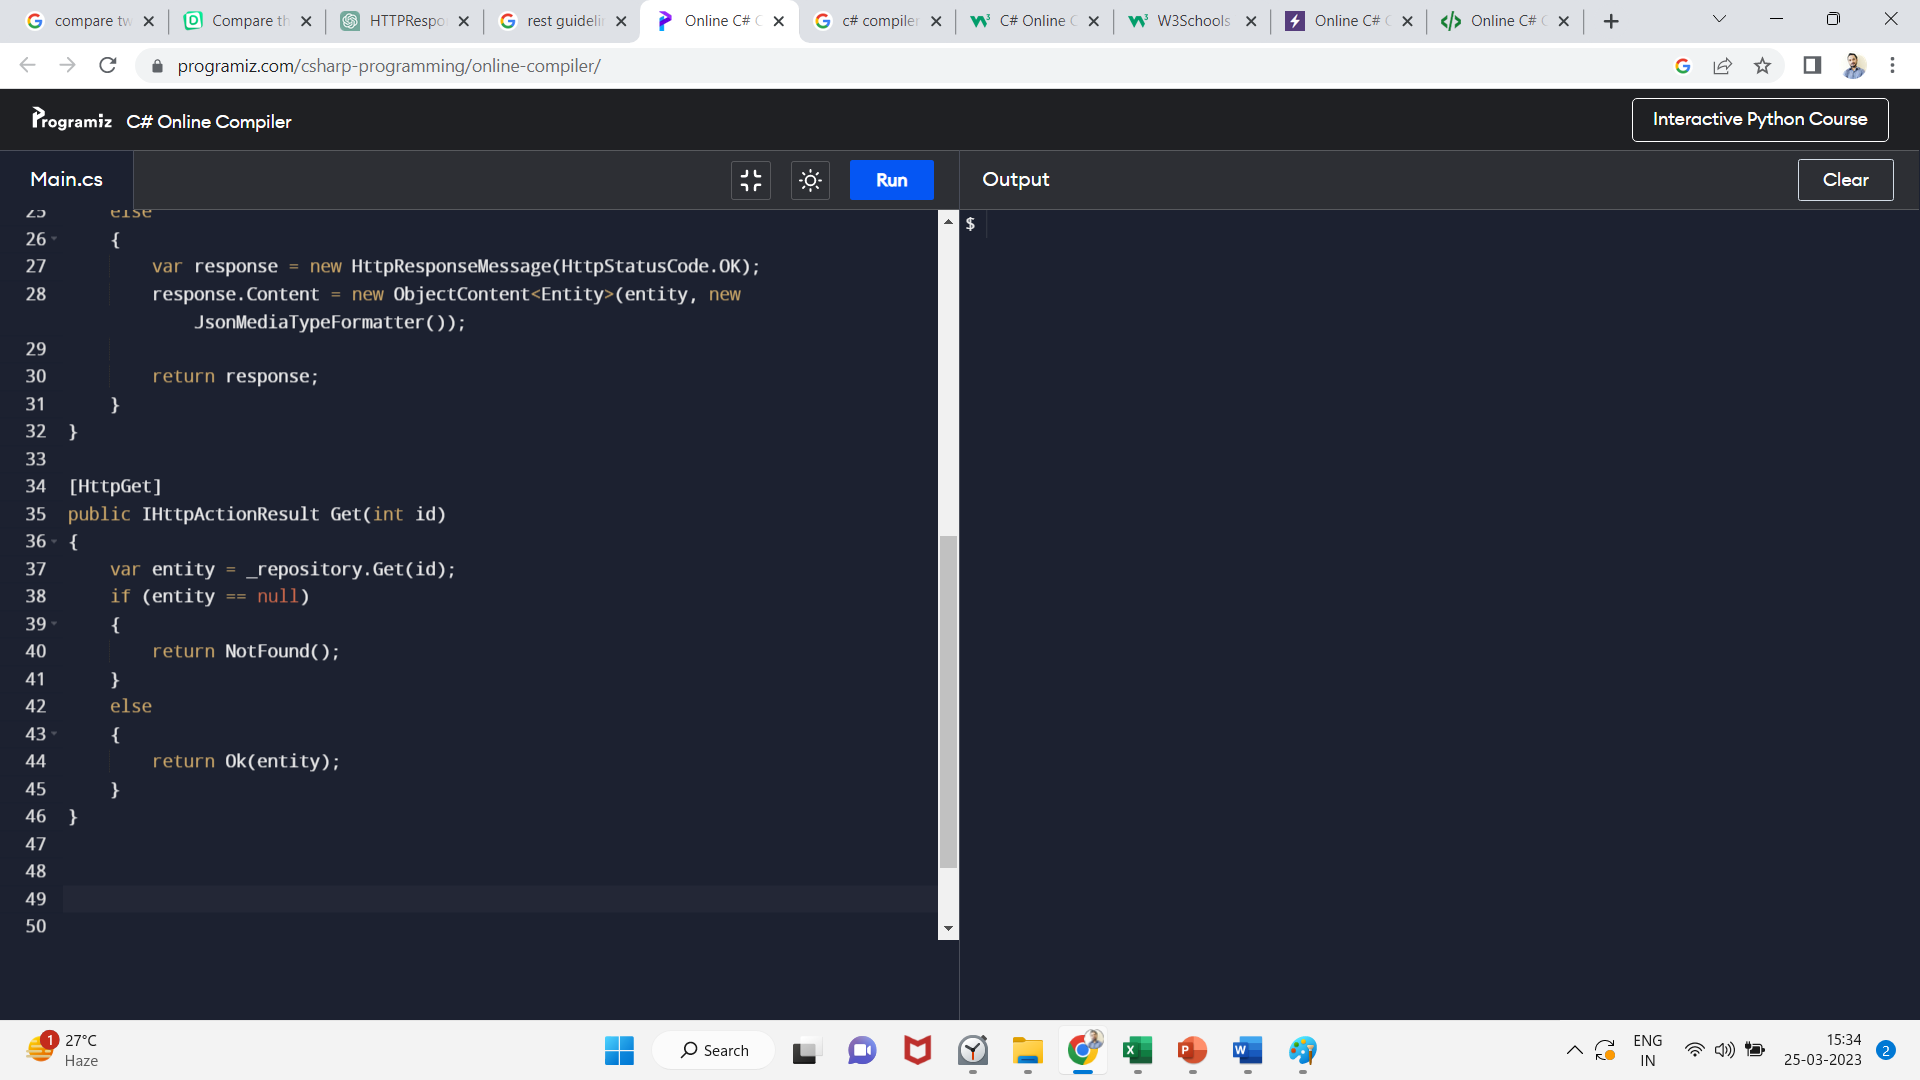 compare tw
Compare th
HTTPRespo
rest guideli
Online C# C
c# compiler
C# Online C
W3Schools
Online C# C
Online C# C
programiz.com/csharp-programming/online-compiler/
Programiz C# Online Compiler
Interactive Python Course
Main.cs
Run
Output
Clear
25 else
26 {
27 var response = new HttpResponseMessage(HttpStatusCode.OK);
28 response.Content = new ObjectContent<Entity>(entity, new
JsonMediaTypeFormatter());
29
30 return response;
31 }
32 }
33
34 [HttpGet]
35 public IHttpActionResult Get(int id)
36 {
37 var entity = _repository.Get(id);
38 if (entity == null)
39 {
40 return NotFound();
41 }
42 else
43 {
44 return Ok(entity);
45 }
46 }
47
48
49
50
$
1
27°C
Haze
Search
ENG
IN
15:34
25-03-2023
2